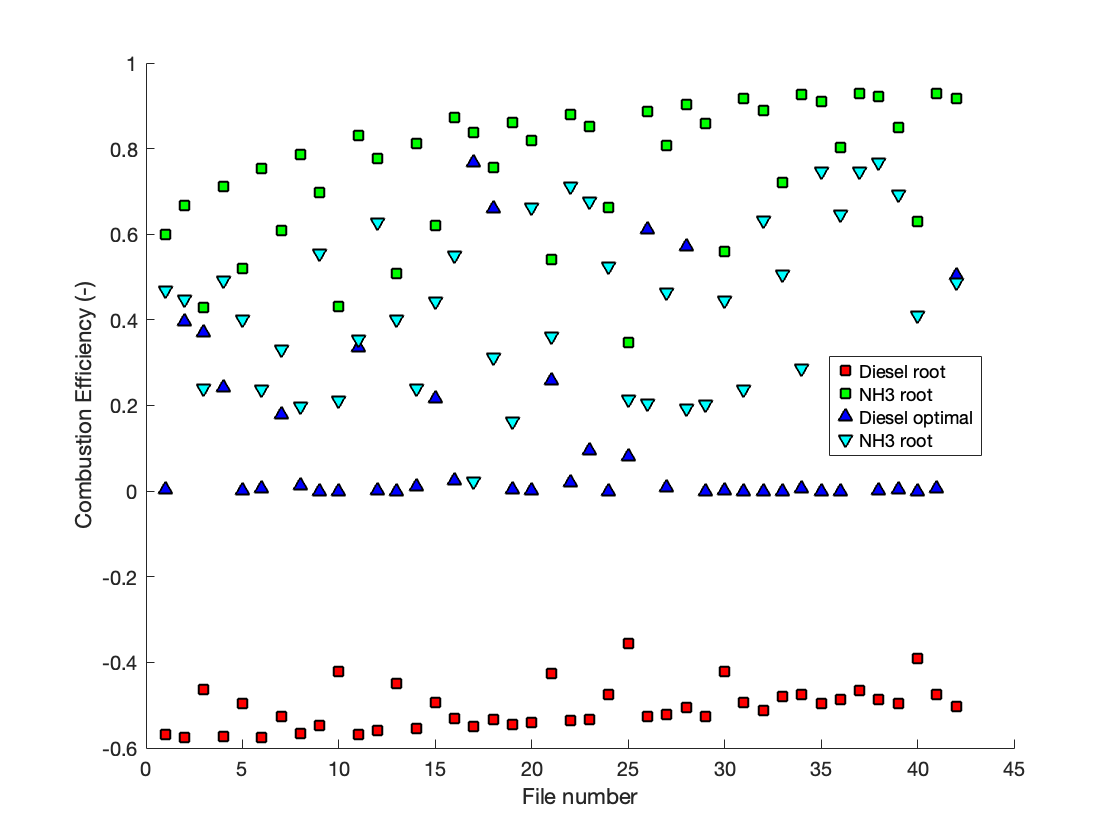 1
0.8
0.6
0.4
0.2
0
-0.2
-0.4
-0.6
Combustion Efficiency (-)
Diesel root
NH3 root
Diesel optimal
NH3 root
0 5 10 15 20 25 30 35 40 45
File number